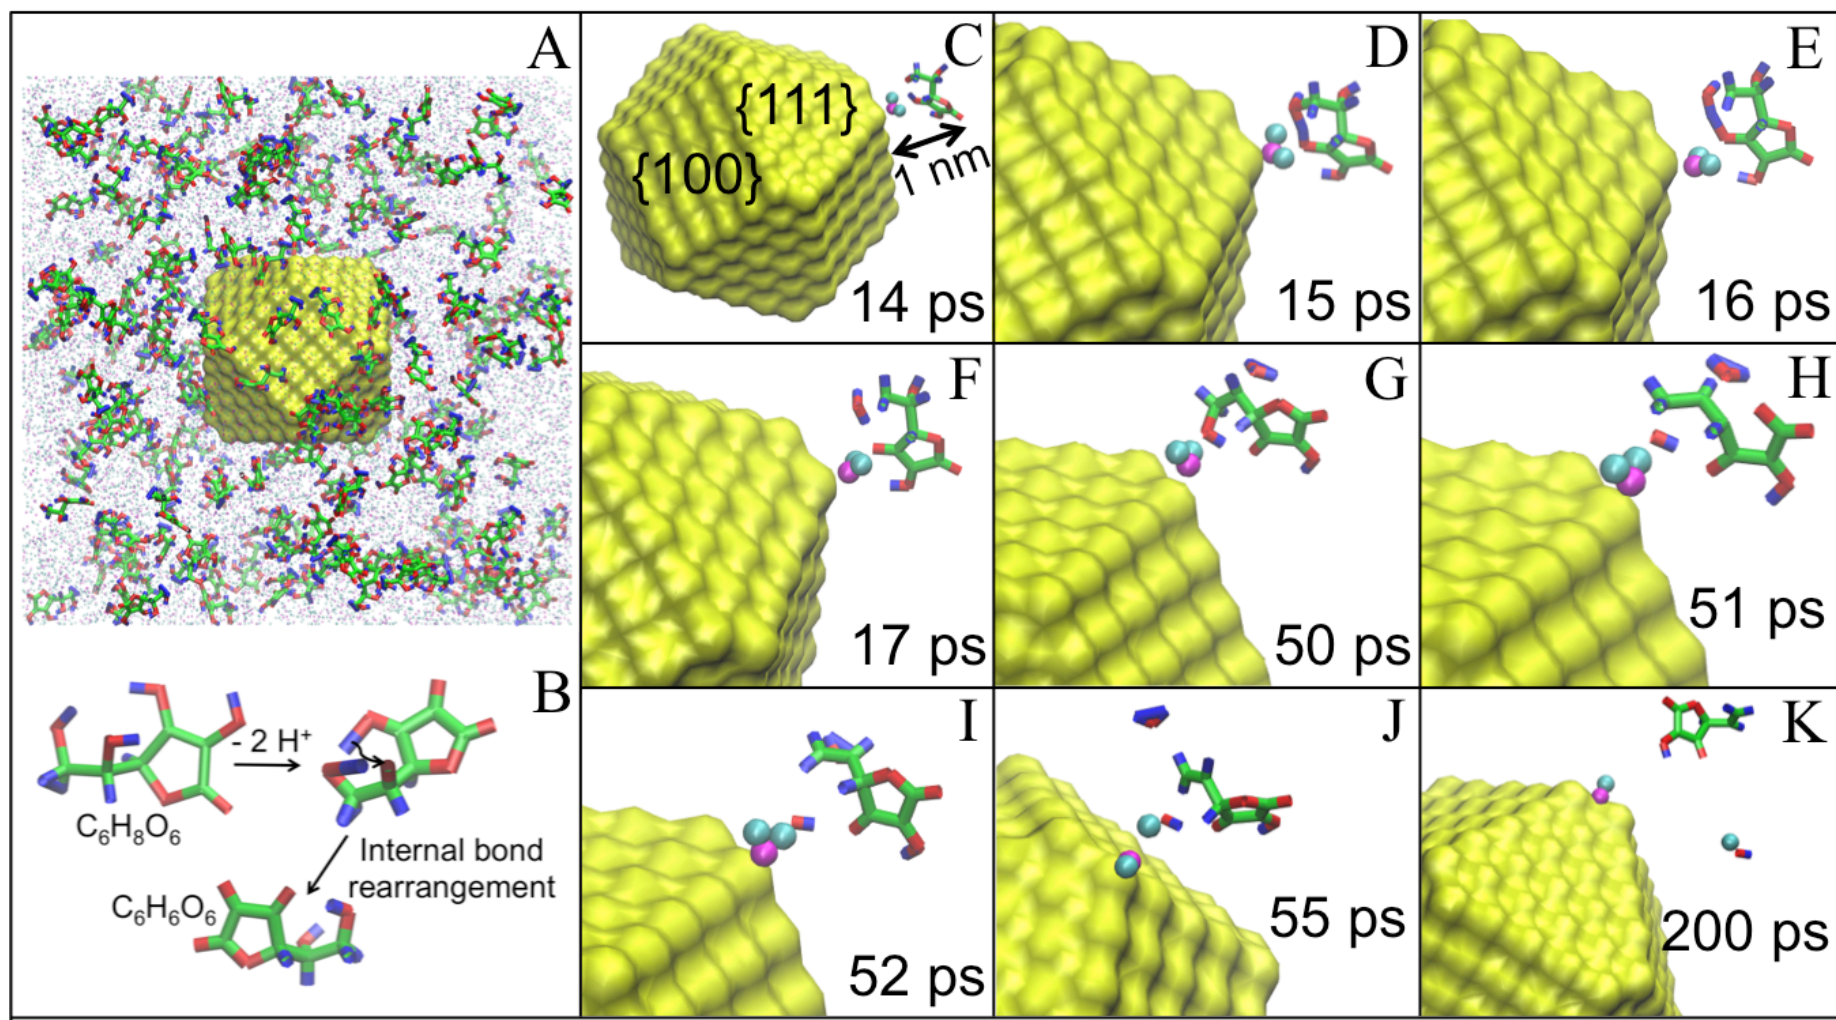 A
B
C₆H₈O₆
- 2 H⁺
Internal bond
rearrangement
C₆H₆O₆
C
{111}
{100}
1 nm
14 ps
D
15 ps
E
16 ps
F
17 ps
G
50 ps
H
51 ps
I
52 ps
J
55 ps
K
200 ps